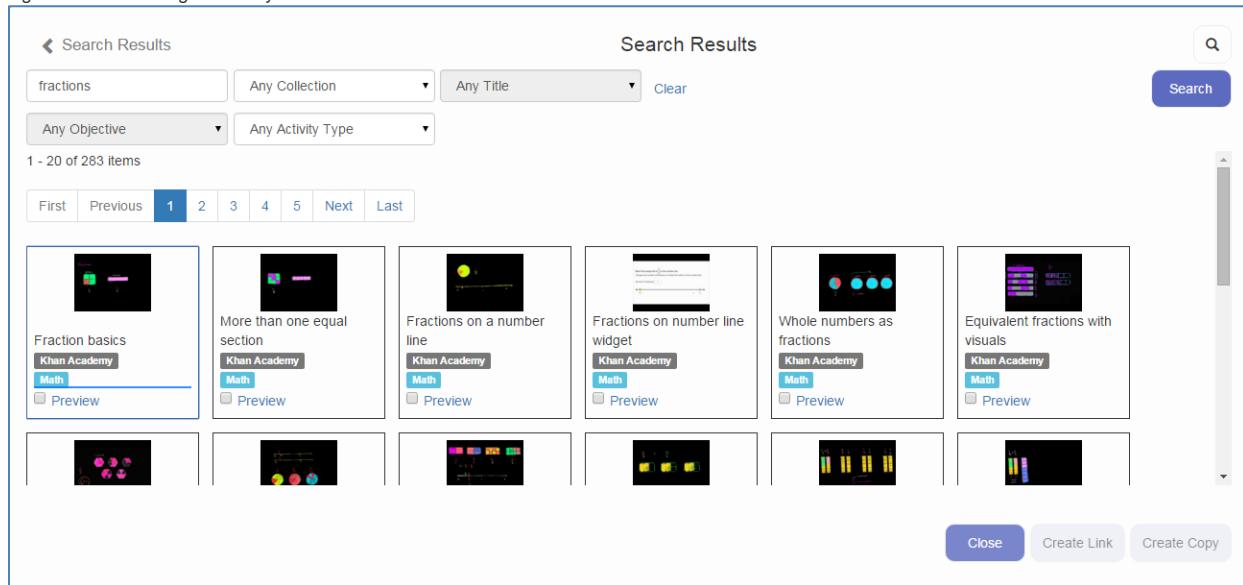 Search Results
Search Results
fractions
Any Collection
Any Title
Clear
Search
Any Objective
Any Activity Type
1 - 20 of 283 items
First Previous 1 2 3 4 5 Next Last
Fraction basics
Khan Academy
Math
Preview
More than one equal
section
Khan Academy
Math
Preview
Fractions on a number
line
Khan Academy
Math
Preview
Fractions on number line
widget
Khan Academy
Math
Preview
Whole numbers as
fractions
Khan Academy
Math
Preview
Equivalent fractions with
visuals
Khan Academy
Math
Preview
Close
Create Link
Create Copy